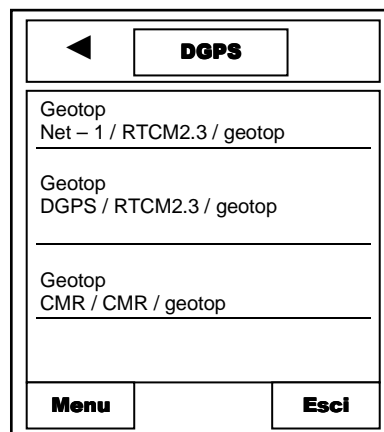 DGPS
Geotop
Net – 1 / RTCM2.3 / geotop
Geotop
DGPS / RTCM2.3 / geotop
Geotop
CMR / CMR / geotop
Menu
Esci